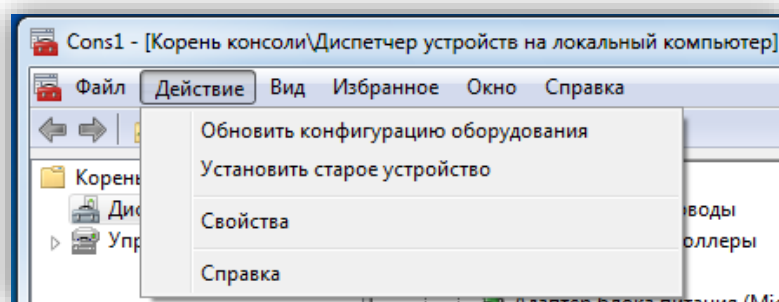 Cons1 - [Корень консоли\Диспетчер устройств на локальный компьютер]
Файл Действие Вид Избранное Окно Справка
Обновить конфигурацию оборудования
Установить старое устройство
Свойства
Справка